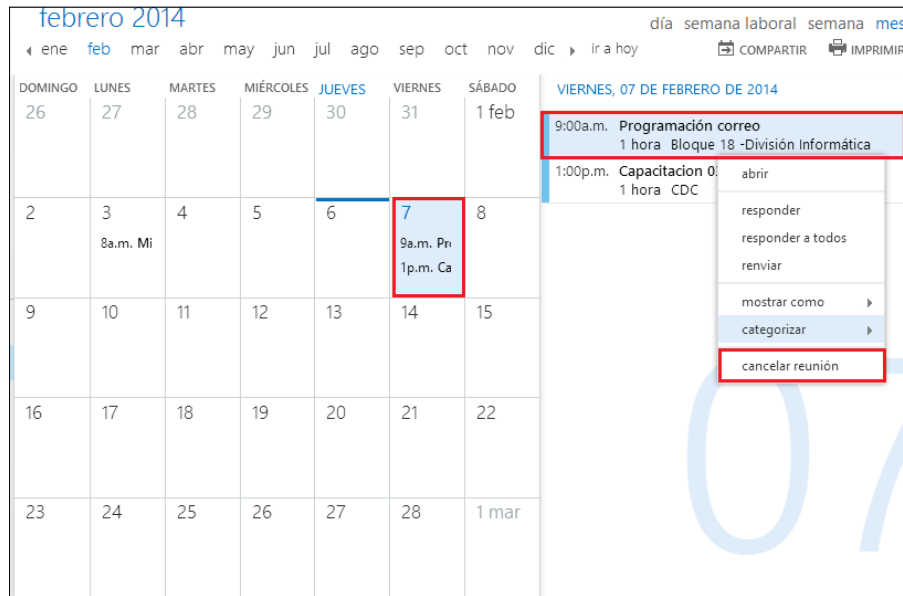 febrero 2014
día semana laboral semana mes
ene feb mar abr may jun jul ago sep oct nov dic ir a hoy COMPARTIR IMPRIMIR
DOMINGO LUNES MARTES MIÉRCOLES JUEVES VIERNES SÁBADO
26 27 28 29 30 31 1 feb
2 3 4 5 6 7 8
8a.m. Mi 9a.m. Pr
1p.m. Ca
9 10 11 12 13 14 15
16 17 18 19 20 21 22
23 24 25 26 27 28 1 mar
VIERNES, 07 DE FEBRERO DE 2014
9:00a.m. Programación correo
1 hora Bloque 18 -División Informática
1:00p.m. Capacitacion
1 hora CDC
abrir
responder
responder a todos
renviar
mostrar como
categorizar
cancelar reunión
07